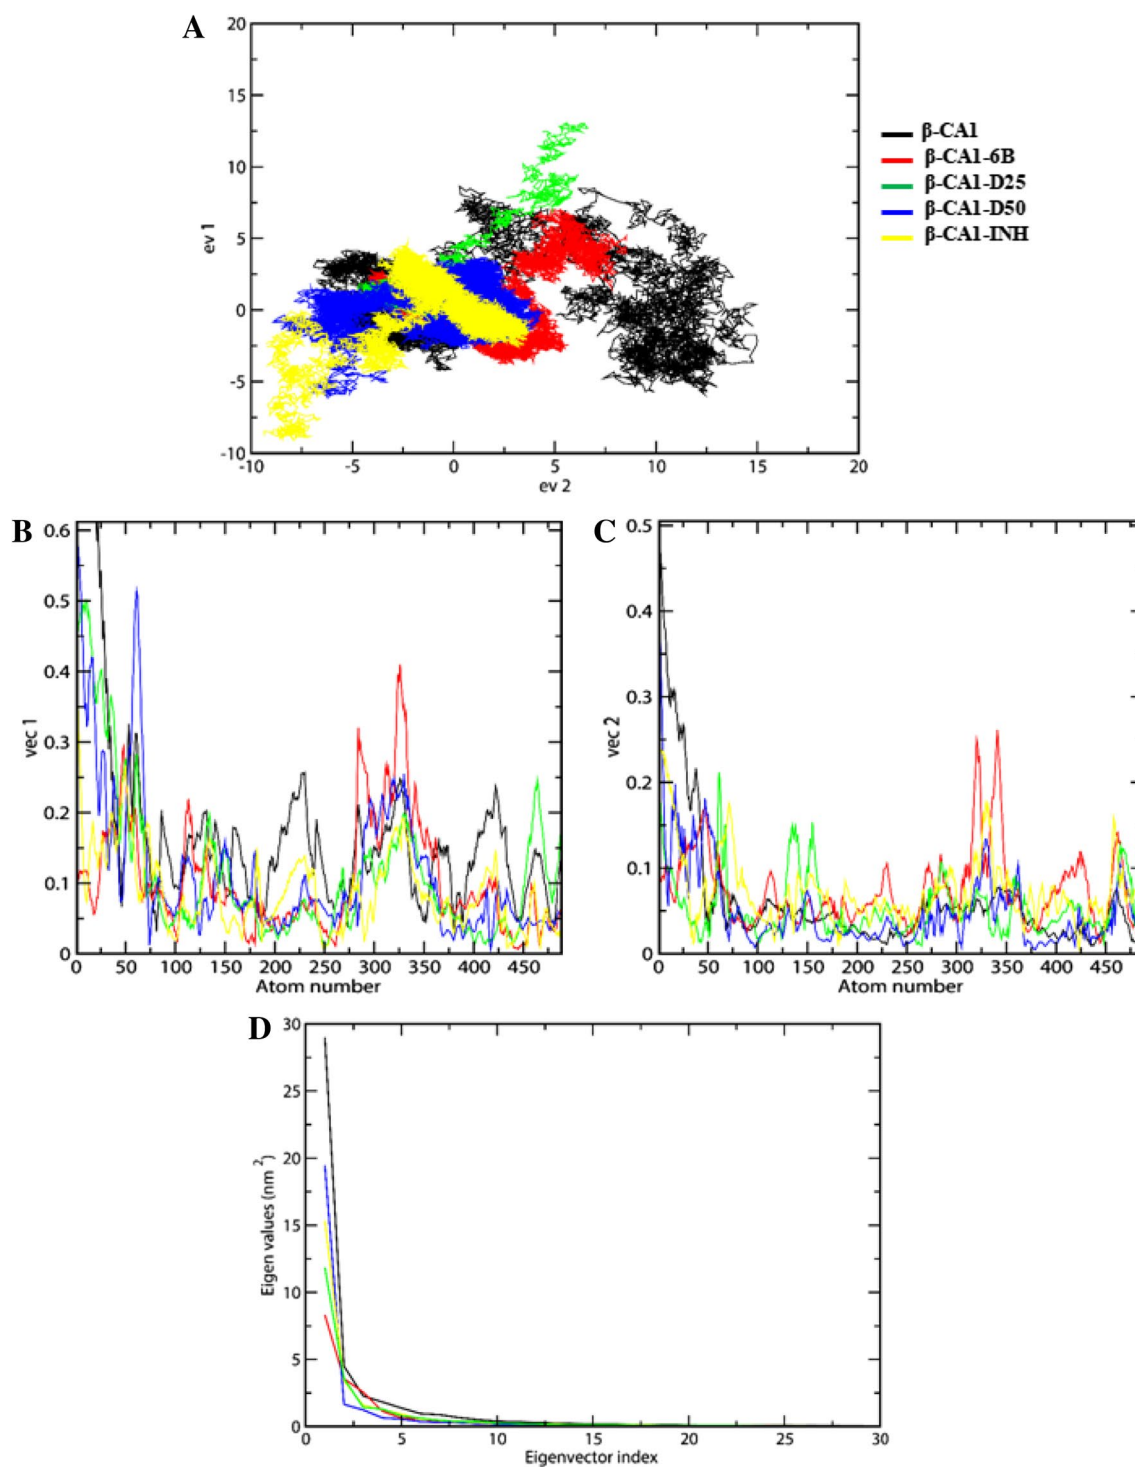 A
20
15
10
5
0
-5
-10
ev 1
-10 -5 0 5 10 15 20
ev 2
β-CA1
β-CA1-6B
β-CA1-D25
β-CA1-D50
β-CA1-INH
B
0.6
0.5
0.4
0.3
0.2
0.1
0
vec 1
0 50 100 150 200 250 300 350 400 450
Atom number
C
0.5
0.4
0.3
0.2
0.1
0
vec 2
0 50 100 150 200 250 300 350 400 450
Atom number
D
30
25
20
15
10
5
0
Eigen values (nm²)
0 5 10 15 20 25 30
Eigenvector index